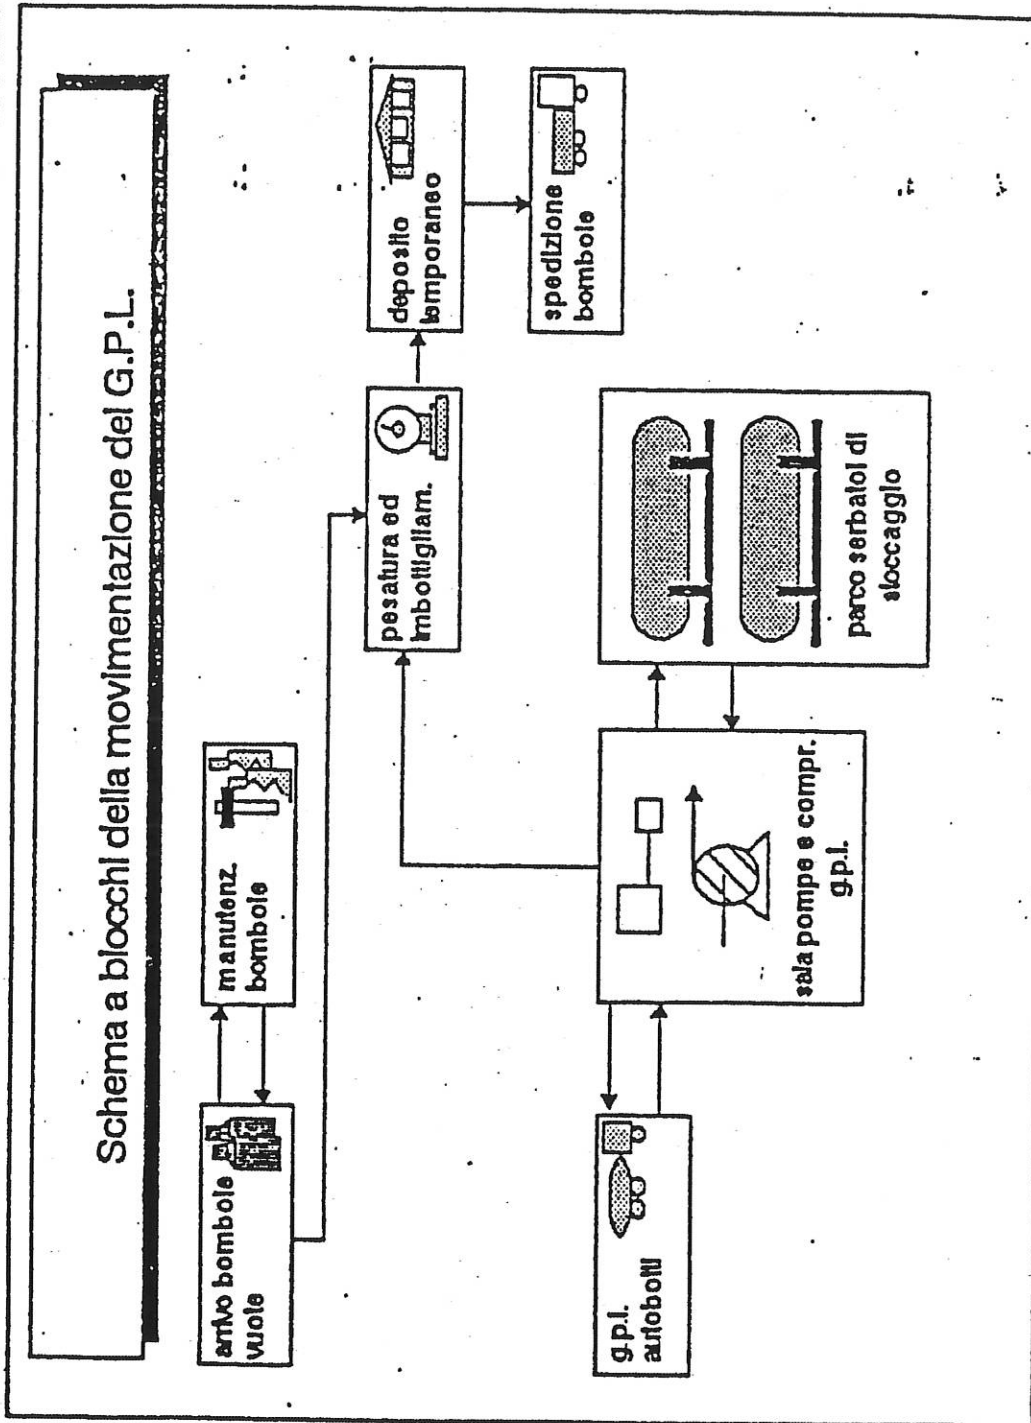 Schema a blocchi della movimentazione del G.P.L.
arrivo bombole
vuote
manutenz.
bombole
pesatura ed
imbottigliam.
deposito
temporaneo
spedizione
bombole
g.p.l.
autobotti
sala pompe e compr.
g.p.l.
parco serbatoi di
stoccaggio